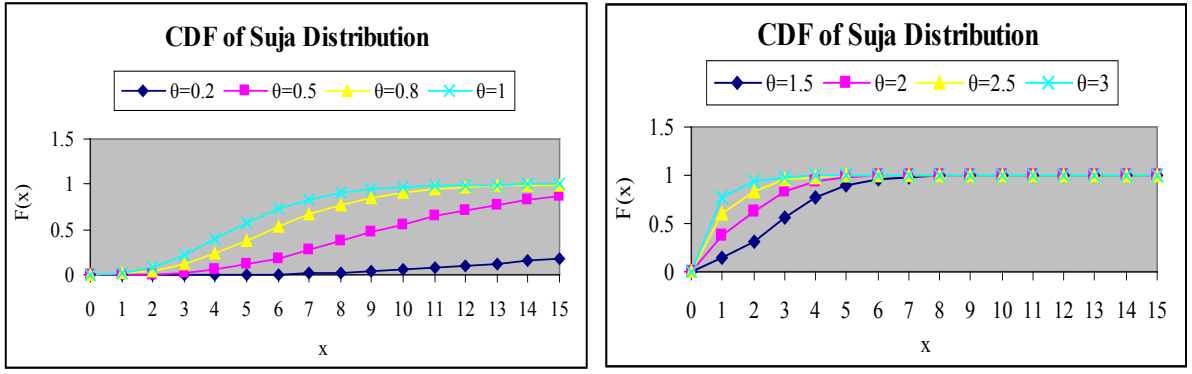 CDF of Suja Distribution
θ=0.2 θ=0.5 θ=0.8 θ=1
1.5
1
0.5
0
F(x)
0 1 2 3 4 5 6 7 8 9 10 11 12 13 14 15
x
CDF of Suja Distribution
θ=1.5 θ=2 θ=2.5 θ=3
1.5
1
0.5
0
F(x)
0 1 2 3 4 5 6 7 8 9 10 11 12 13 14 15
x